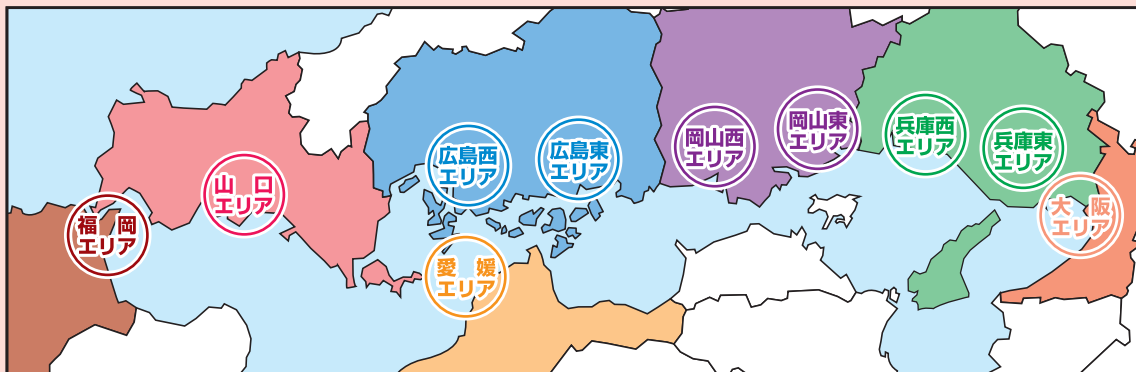 福岡
エリア
山口
エリア
広島西
エリア
広島東
エリア
愛媛
エリア
岡山西
エリア
岡山東
エリア
兵庫西
エリア
兵庫東
エリア
大阪
エリア